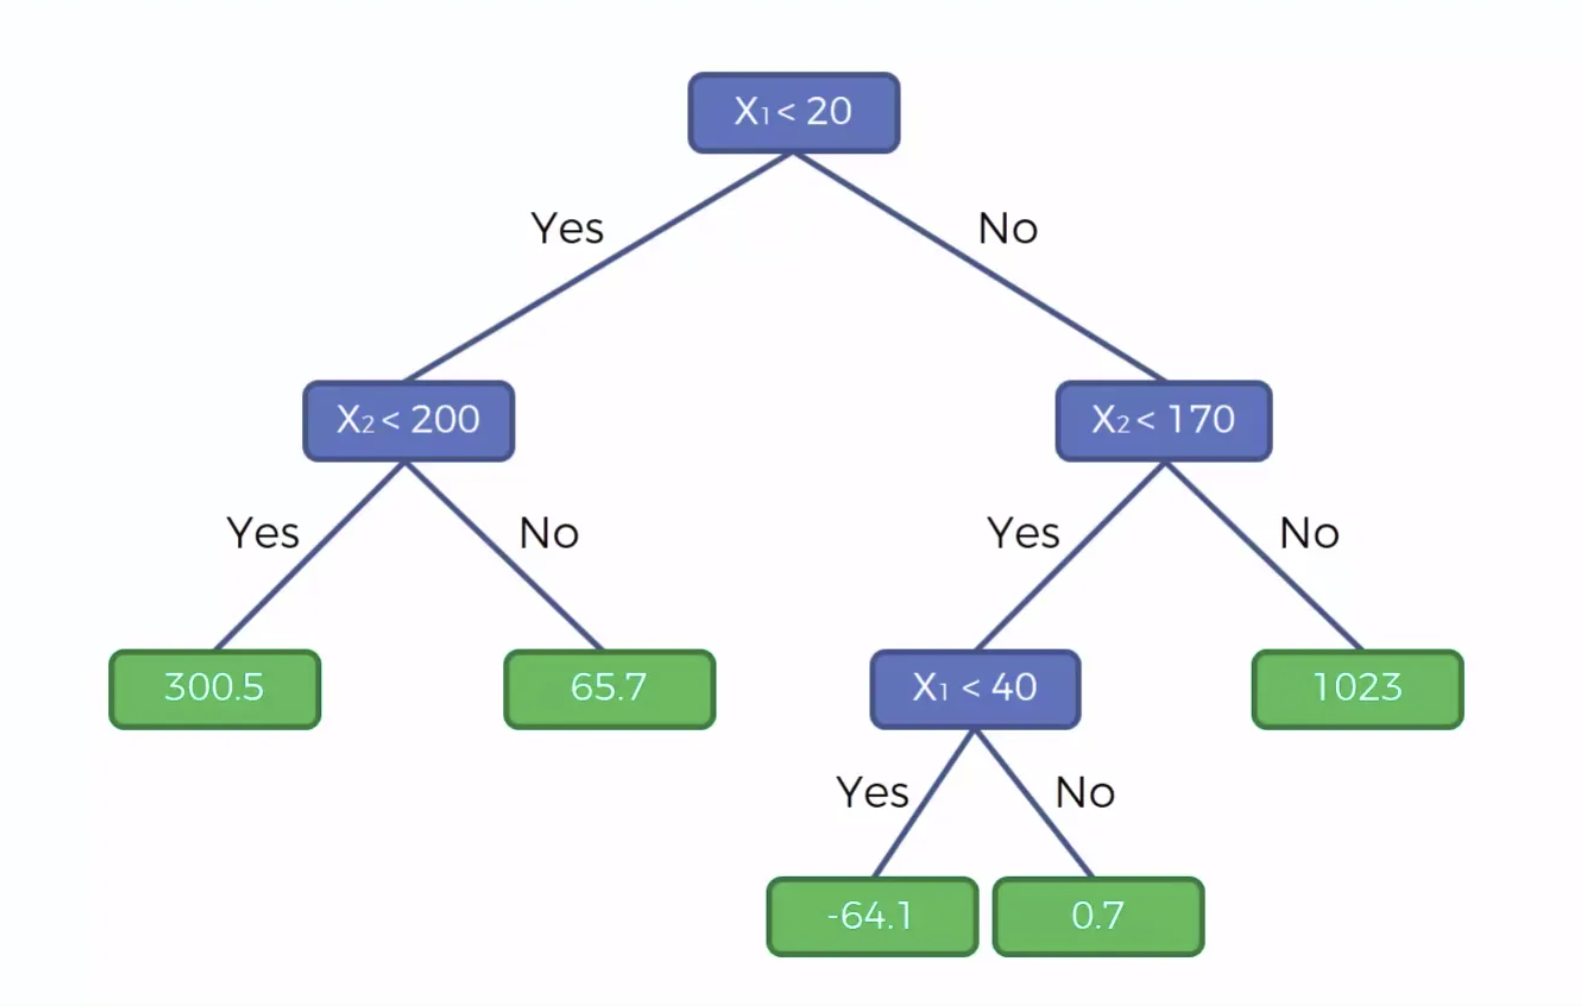 X₁ < 20
Yes
No
X₂ < 200
X₂ < 170
Yes
No
Yes
No
300.5
65.7
X₁ < 40
1023
Yes
No
-64.1
0.7